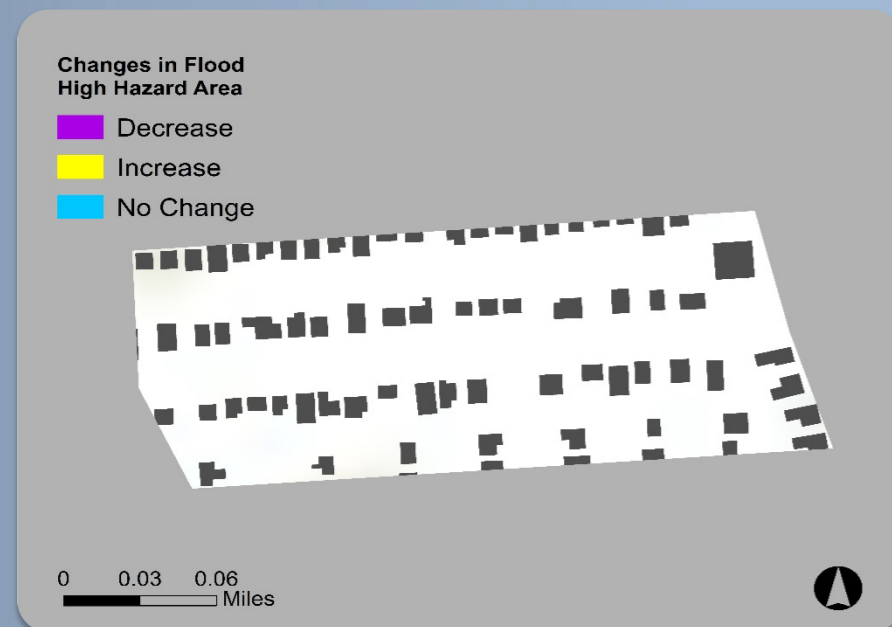 Changes in Flood
High Hazard Area
Decrease
Increase
No Change
0 0.03 0.06
Miles